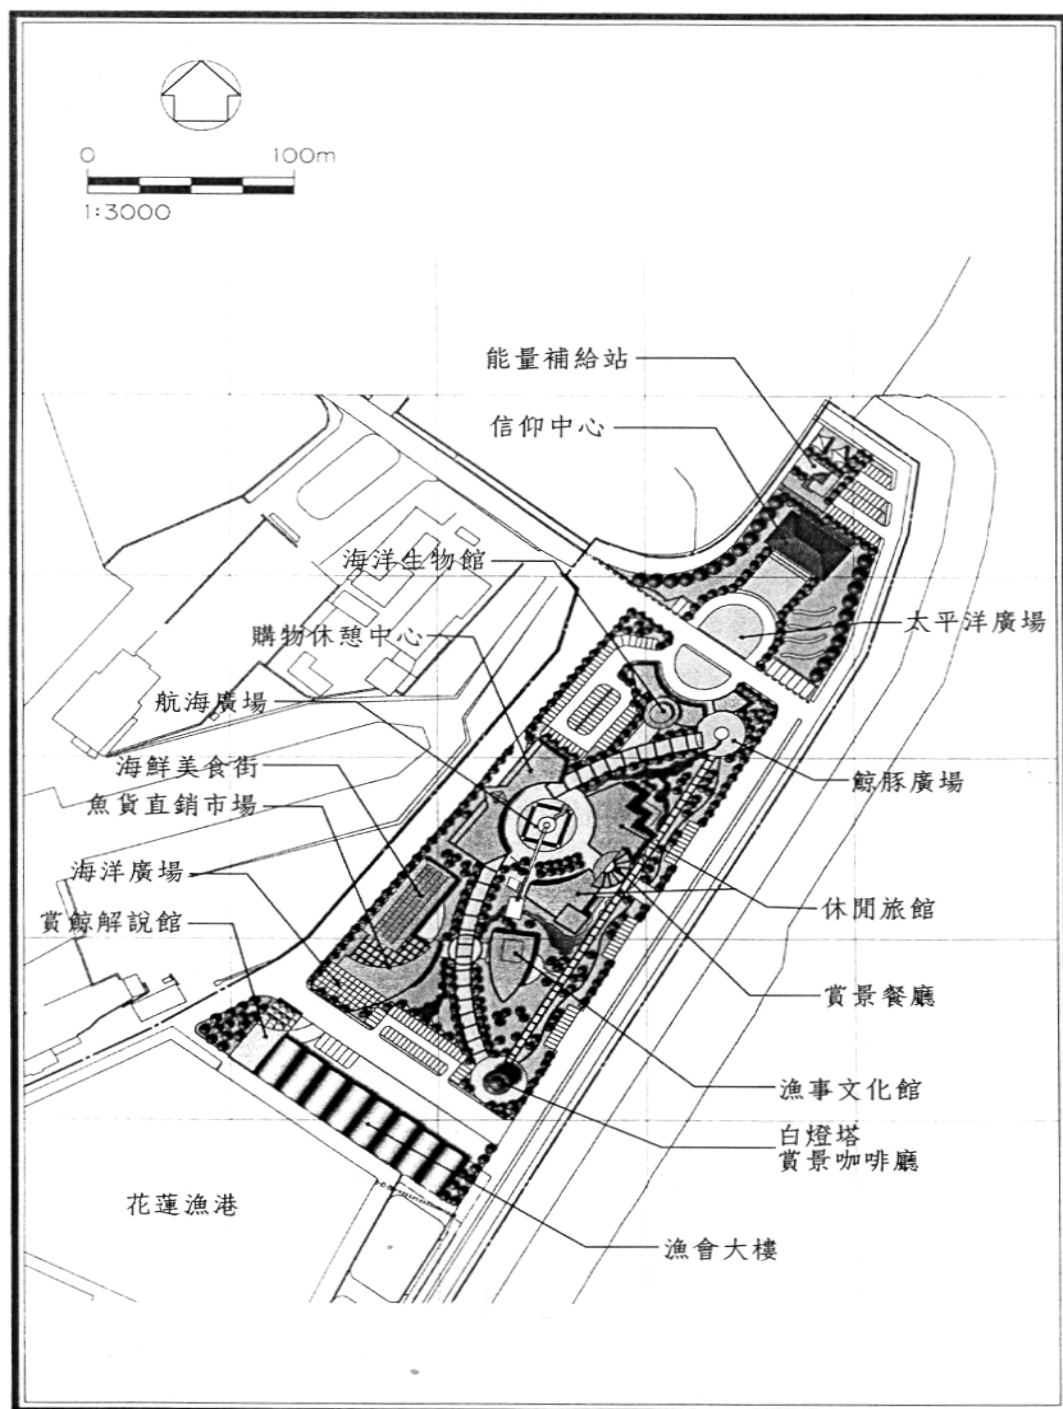 0 100m
1:3000
能量補給站
信仰中心
海洋生物館
購物休憩中心
太平洋廣場
航海廣場
海鮮美食街
鯨豚廣場
魚貨直銷市場
海洋廣場
休閒旅館
賞鯨解說館
賞景餐廳
漁事文化館
白燈塔
賞景咖啡廳
花蓮漁港
漁會大樓